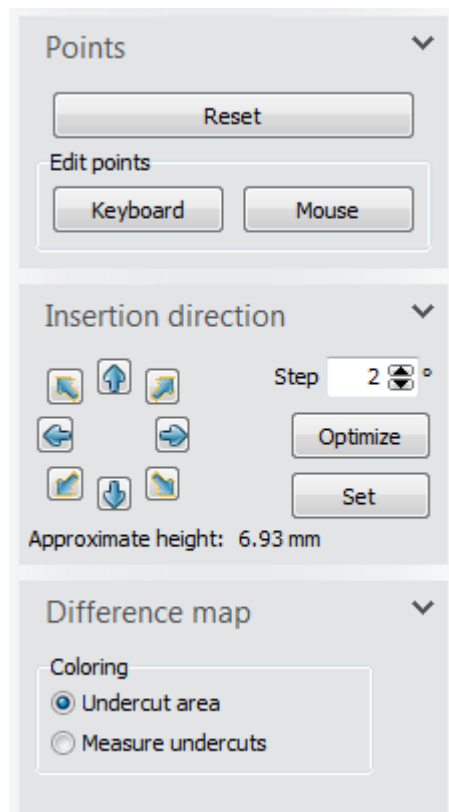 Points
Reset
Edit points
Keyboard Mouse
Insertion direction
Step 2 °
Optimize
Set
Approximate height: 6.93 mm
Difference map
Coloring
Undercut area
Measure undercuts